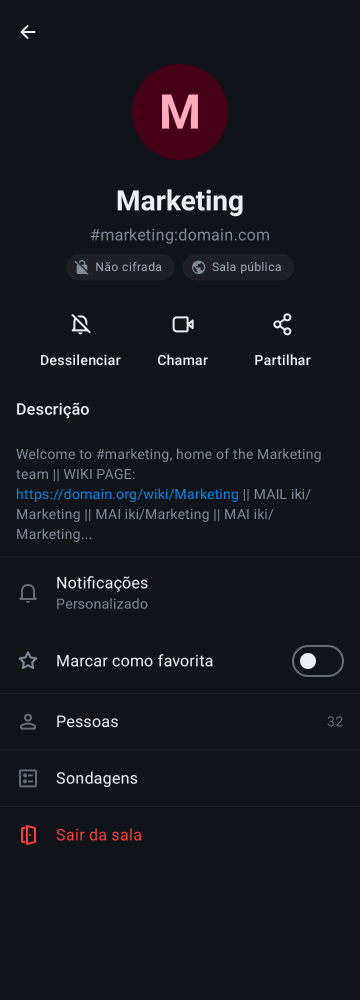 M
Marketing
#marketing:domain.com
Não cifrada
Sala pública
Dessilenciar
Chamar
Partilhar
Descrição
Welcome to #marketing, home of the Marketing
team || WIKI PAGE:
https://domain.org/wiki/Marketing || MAIL iki/
Marketing || MAI iki/Marketing || MAI iki/
Marketing...
Notificações
Personalizado
Marcar como favorita
Pessoas
32
Sondagens
Sair da sala